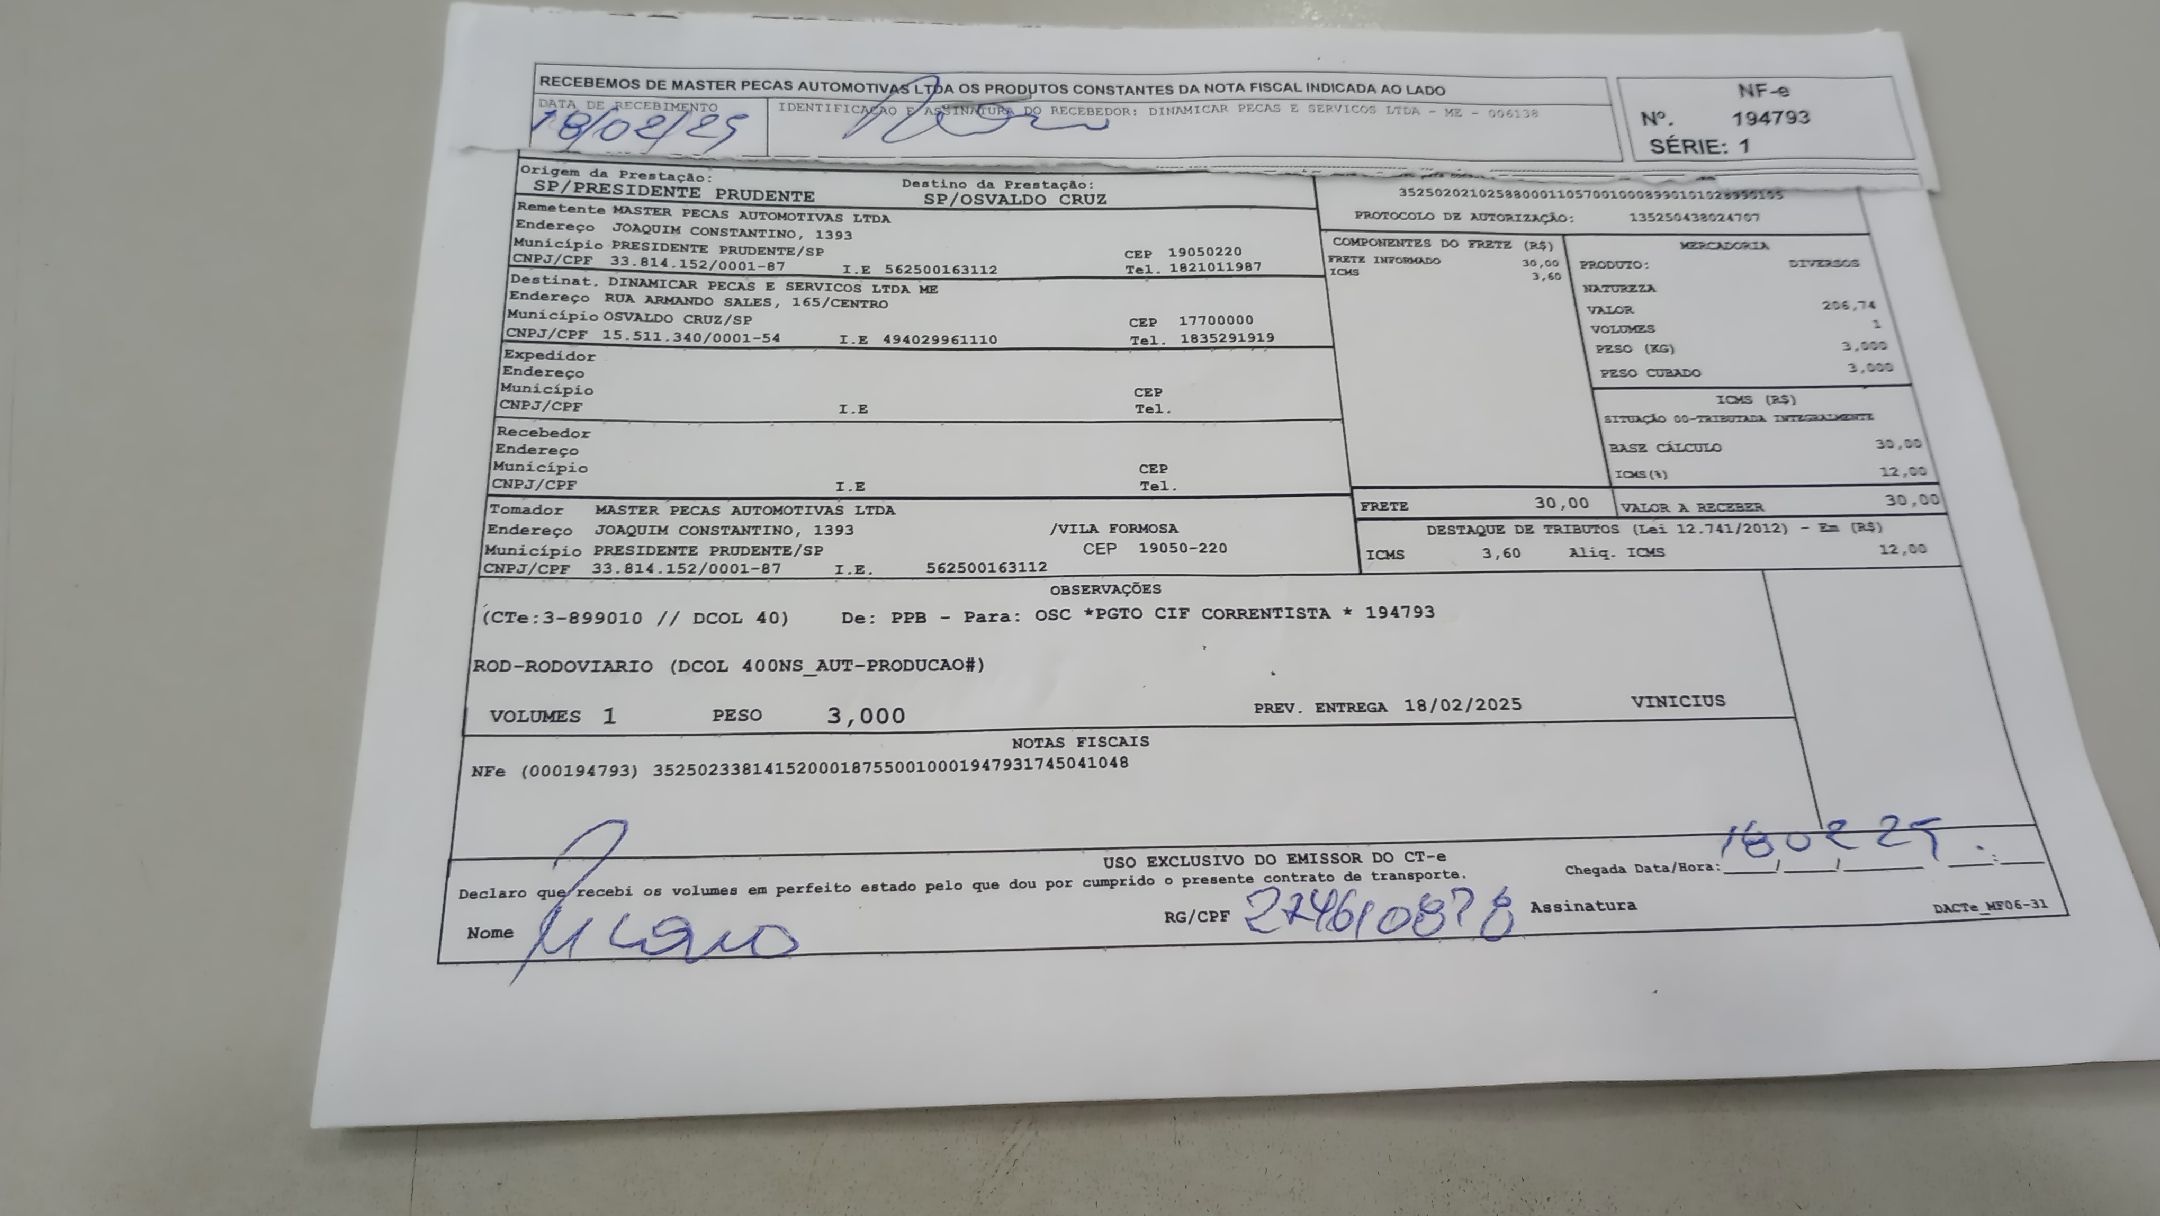 RECEBEMOS DE MASTER PECAS AUTOMOTIVAS LTDA OS PRODUTOS CONSTANTES DA NOTA FISCAL INDICADA AO LADO
NF-e
Nº. 194793
SÉRIE: 1
DATA DE RECEBIMENTO
18/02/25
IDENTIFICAÇÃO E ASSINATURA DO RECEBEDOR: DINAMICAR PECAS E SERVICOS LTDA - ME - 006138
Origem da Prestação: Destino da Prestação:
SP/PRESIDENTE PRUDENTE SP/OSVALDO CRUZ
PROTOCOLO DE AUTORIZAÇÃO: 135250438024707
Remetente MASTER PECAS AUTOMOTIVAS LTDA
Endereço JOAQUIM CONSTANTINO, 1393
Município PRESIDENTE PRUDENTE/SP CEP 19050220
CNPJ/CPF 33.814.152/0001-87 I.E 562500163112 Tel. 1821011987
Destinat. DINAMICAR PECAS E SERVICOS LTDA ME
Endereço RUA ARMANDO SALES, 165/CENTRO
Município OSVALDO CRUZ/SP CEP 17700000
CNPJ/CPF 15.511.340/0001-54 I.E 494029961110 Tel. 1835291919
Expedidor
Endereço
Município CEP
CNPJ/CPF I.E Tel.
Recebedor
Endereço
Município CEP
CNPJ/CPF I.E Tel.
Tomador MASTER PECAS AUTOMOTIVAS LTDA
Endereço JOAQUIM CONSTANTINO, 1393 /VILA FORMOSA
Município PRESIDENTE PRUDENTE/SP CEP 19050-220
CNPJ/CPF 33.814.152/0001-87 I.E. 562500163112
COMPONENTES DO FRETE (R$)
FRETE INFORMADO 30,00
ICMS 3,60
MERCADORIA
PRODUTO: DIVERSOS
NATUREZA
VALOR 206,74
VOLUMES 1
PESO (KG) 3,000
PESO CUBADO 3,000
ICMS (R$)
SITUAÇÃO 00-TRIBUTADA INTEGRALMENTE
BASE CÁLCULO 30,00
ICMS(%) 12,00
FRETE 30,00 VALOR A RECEBER 30,00
DESTAQUE DE TRIBUTOS (Lei 12.741/2012) - Em (R$)
ICMS 3,60 Aliq. ICMS 12,00
OBSERVAÇÕES
(CTe:3-899010 // DCOL 40) De: PPB - Para: OSC *PGTO CIF CORRENTISTA * 194793
ROD-RODOVIARIO (DCOL 400NS_AUT-PRODUCAO#)
VOLUMES 1 PESO 3,000 PREV. ENTREGA 18/02/2025 VINICIUS
NOTAS FISCAIS
NFe (000194793) 35250233814152000187550010001947931745041048
USO EXCLUSIVO DO EMISSOR DO CT-e
Declaro que recebi os volumes em perfeito estado pelo que dou por cumprido o presente contrato de transporte.
Chegada Data/Hora: 18 02 25
Nome
RG/CPF 274610878 Assinatura
DACTe_MF06-31